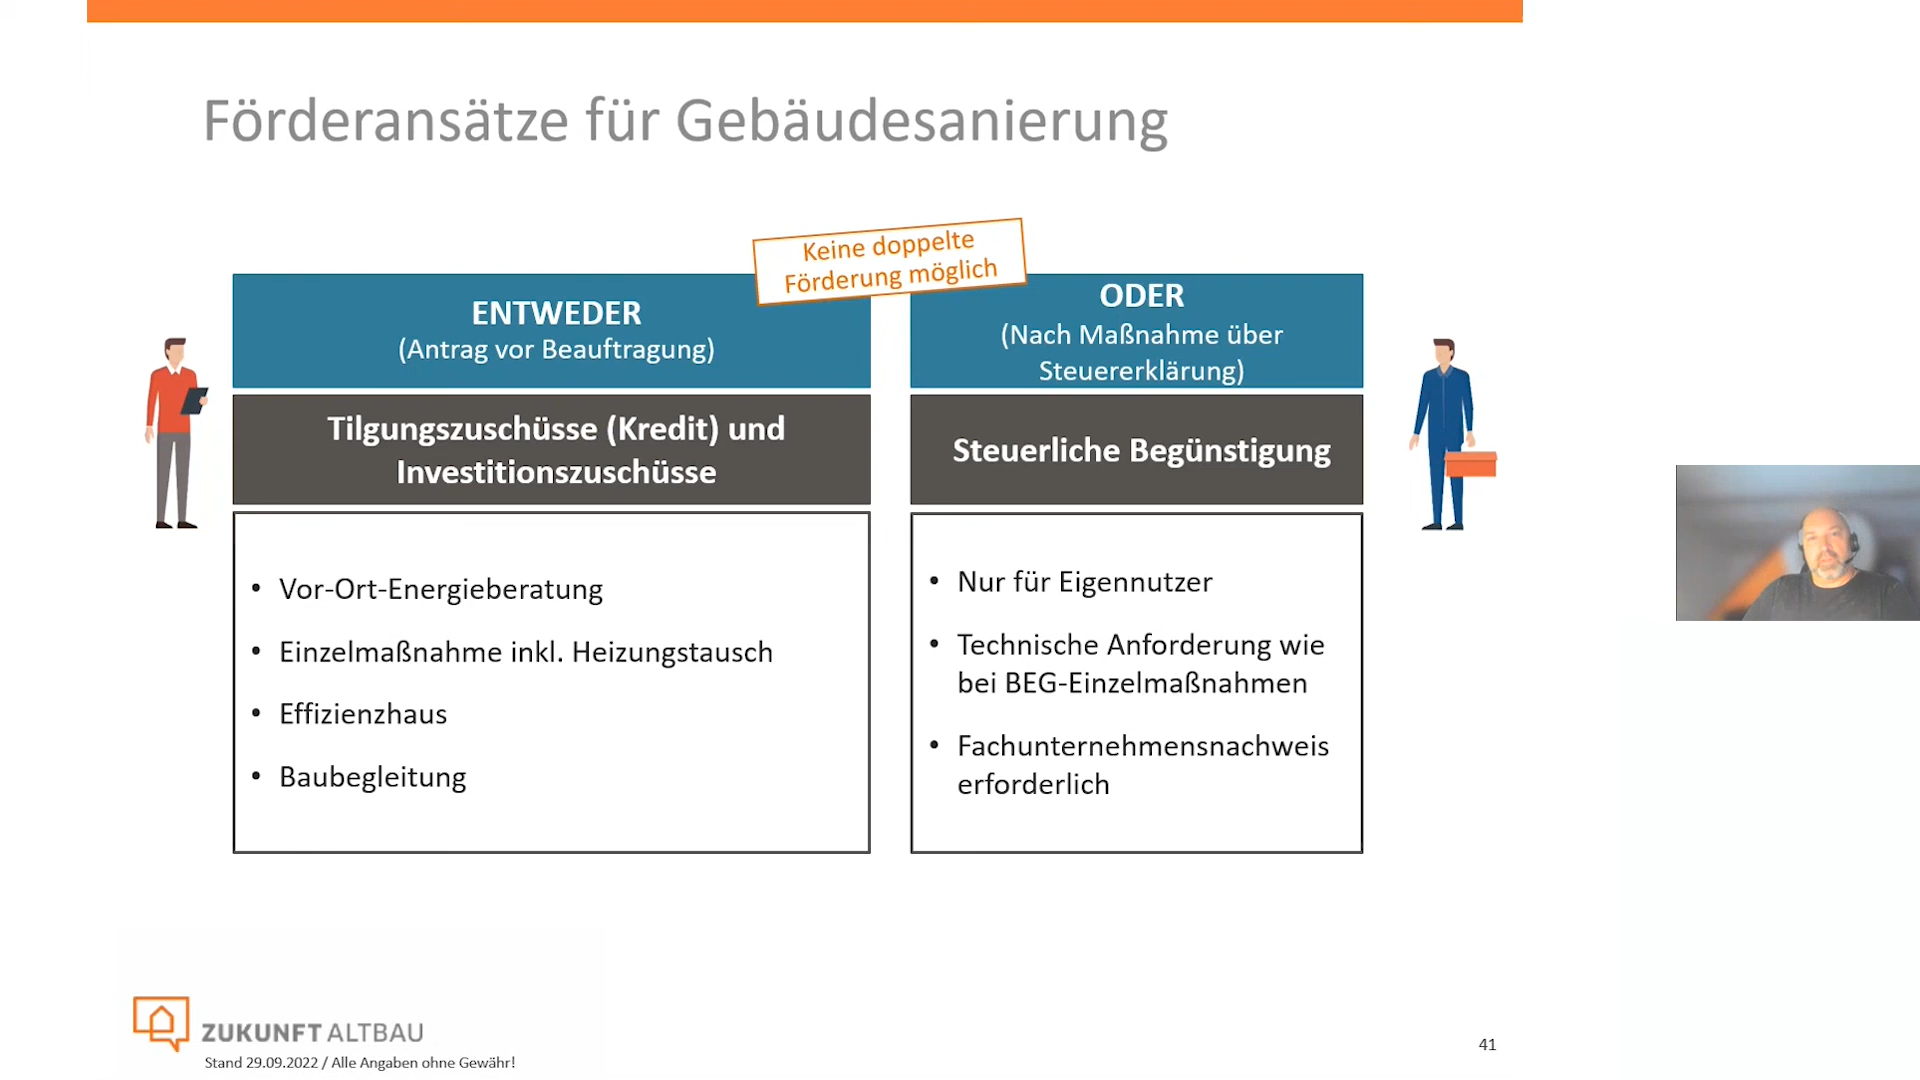 Förderansätze für Gebäudesanierung
Keine doppelte
Förderung möglich
ENTWEDER
(Antrag vor Beauftragung)
Tilgungszuschüsse (Kredit) und
Investitionszuschüsse
• Vor-Ort-Energieberatung
• Einzelmaßnahme inkl. Heizungstausch
• Effizienzhaus
• Baubegleitung
ODER
(Nach Maßnahme über
Steuererklärung)
Steuerliche Begünstigung
• Nur für Eigennutzer
• Technische Anforderung wie
bei BEG-Einzelmaßnahmen
• Fachunternehmensnachweis
erforderlich
ZUKUNFT ALTBAU
Stand 29.09.2022 / Alle Angaben ohne Gewähr!
41